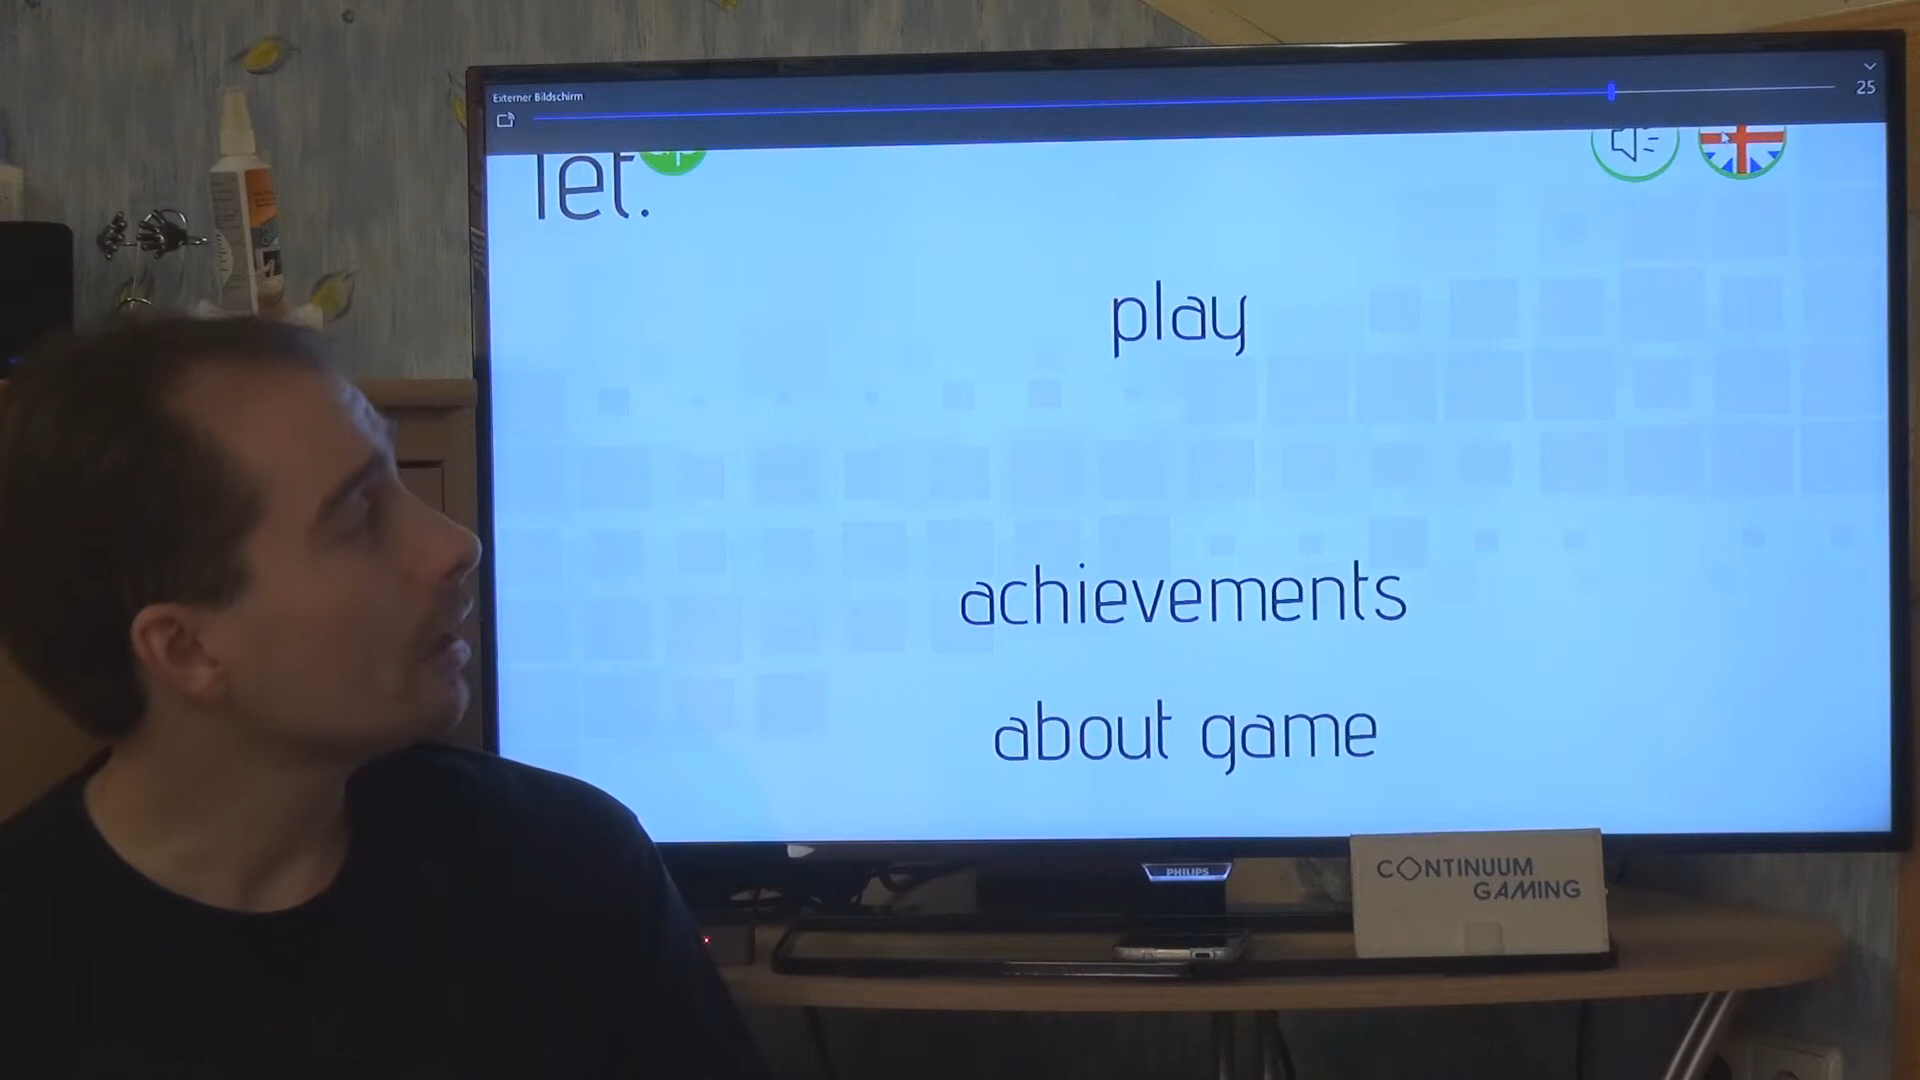 Externer Bildschirm
25
let.
play
achievements
about game
PHILIPS
CONTINUUM
GAMING